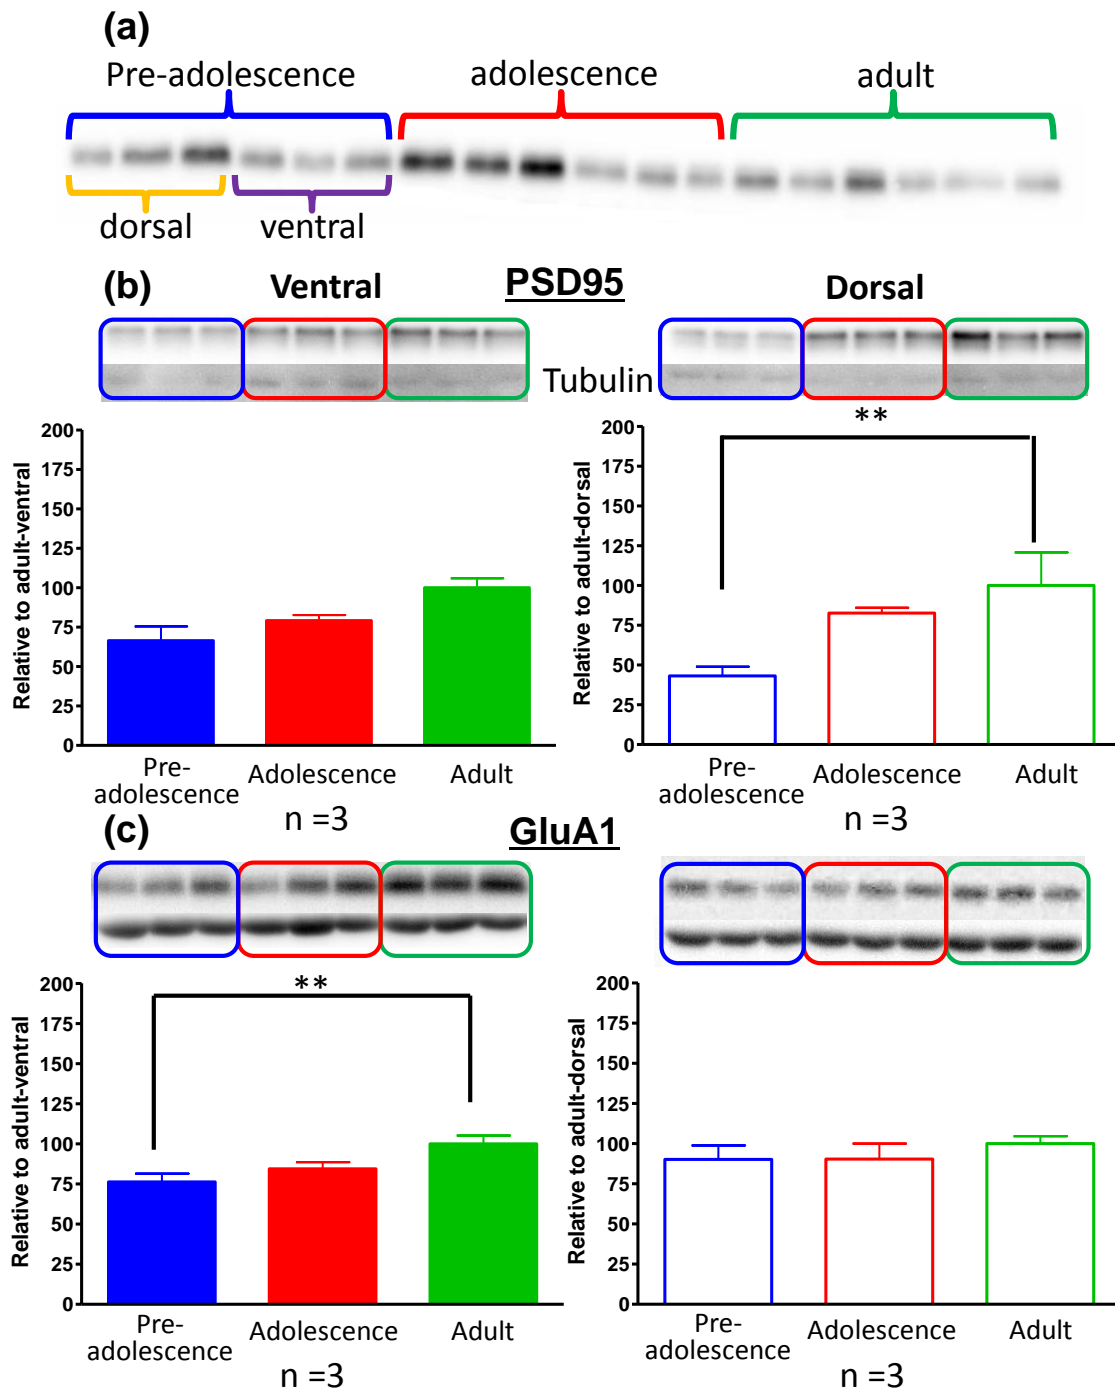 (a)
Pre-adolescence adolescence adult
dorsal ventral
(b) Ventral PSD95 Dorsal
Tubulin
**
Relative to adult-ventral
200
175
150
125
100
75
50
25
0
Pre-adolescence Adolescence Adult
n =3
Relative to adult-dorsal
200
175
150
125
100
75
50
25
0
Pre-adolescence Adolescence Adult
n =3
(c) GluA1
**
Relative to adult-ventral
200
175
150
125
100
75
50
25
0
Pre-adolescence Adolescence Adult
n =3
Relative to adult-dorsal
200
175
150
125
100
75
50
25
0
Pre-adolescence Adolescence Adult
n =3